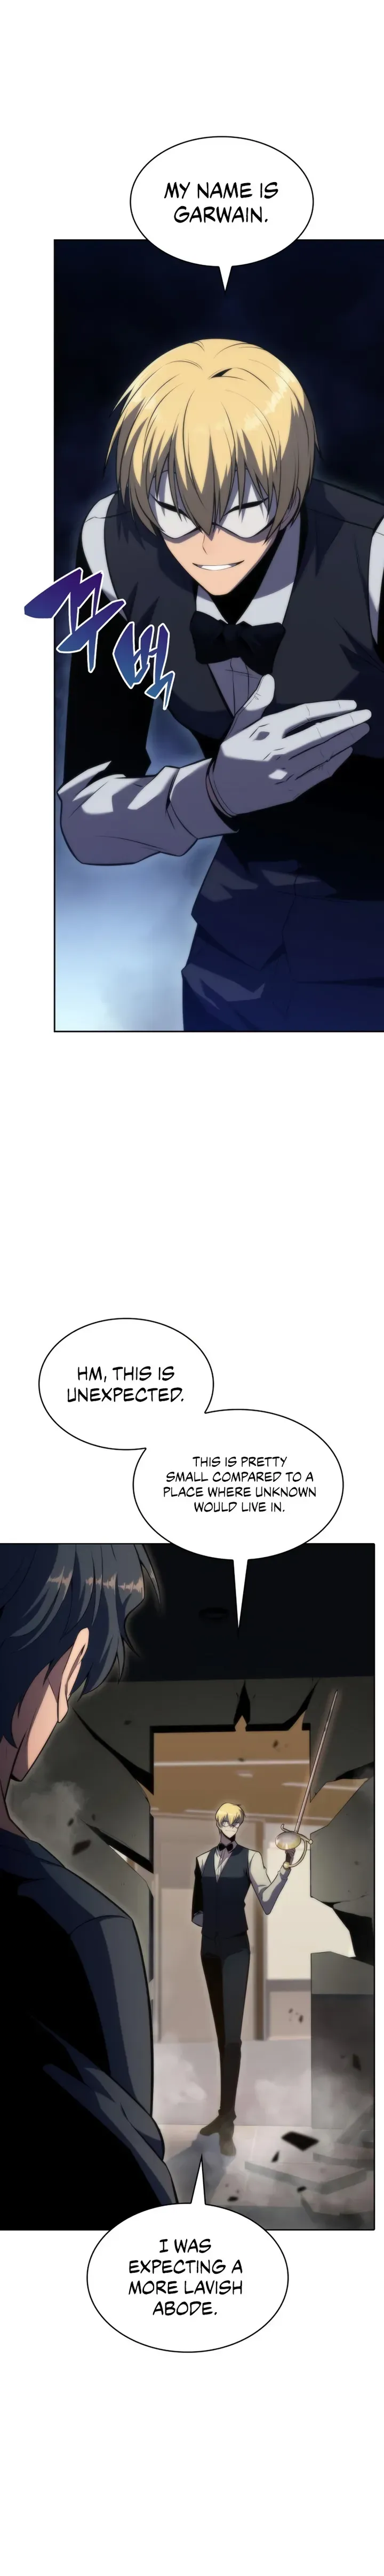 MY NAME IS
GARWAIN.
꾸벅
HM, THIS IS
UNEXPECTED.
THIS IS PRETTY
SMALL COMPARED TO A
PLACE WHERE UNKNOWN
WOULD LIVE IN.
I WAS
EXPECTING A
MORE LAVISH
ABODE.